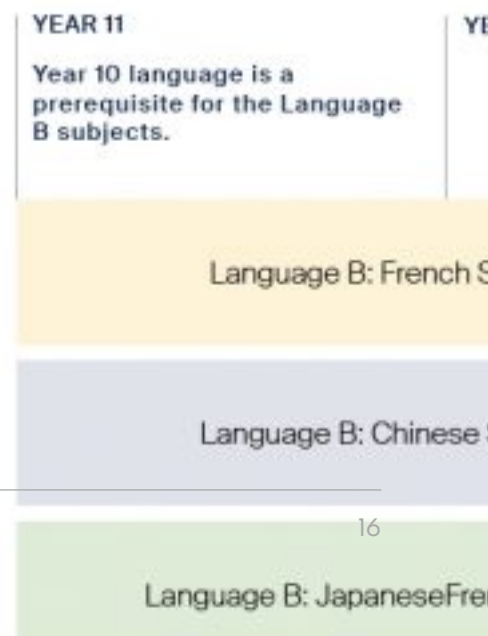 YEAR 11
Year 10 language is a
prerequisite for the Language
B subjects.
Language B: French
Language B: Chinese
16
Language B: JapaneseFre